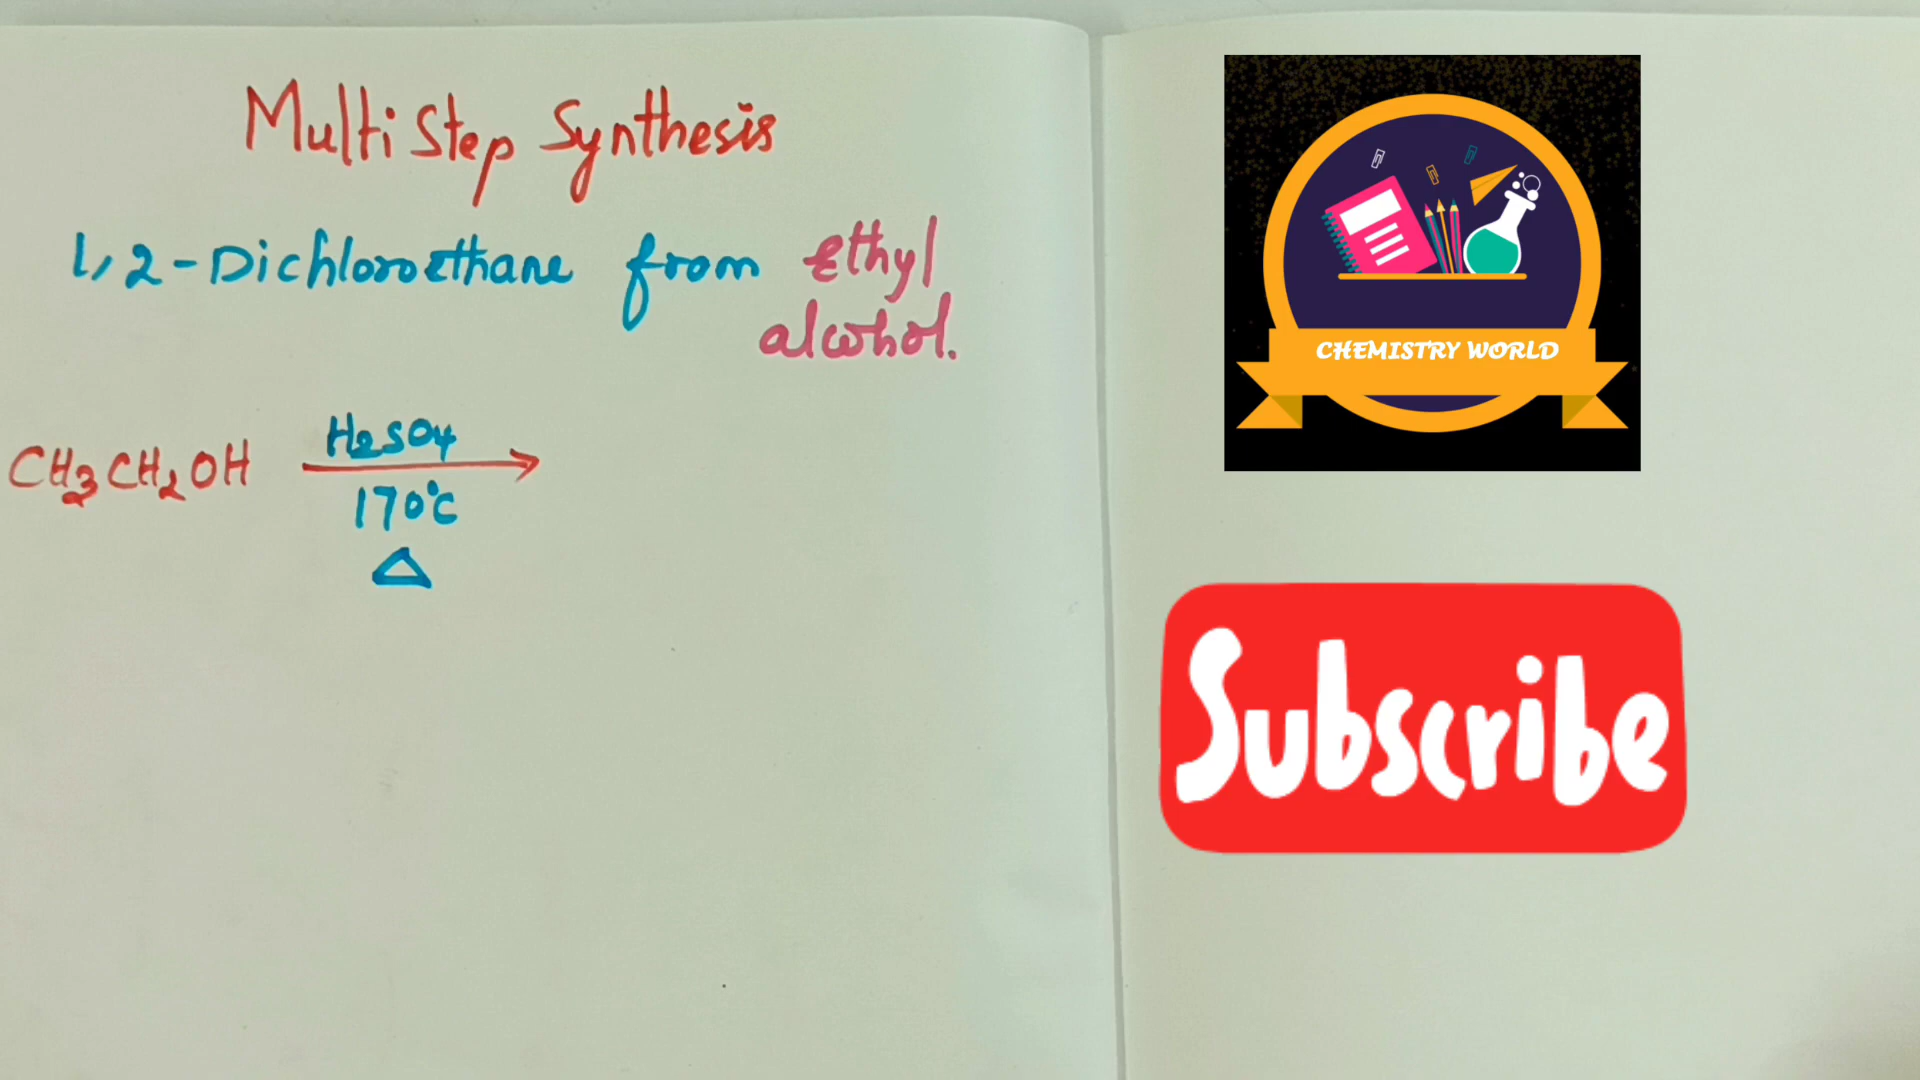 Multi Step Synthesis
1,2-Dichloroethane from ethyl
alcohol.
CH3CH2OH
H2SO4
170°C
Δ
CHEMISTRY WORLD
Subscribe